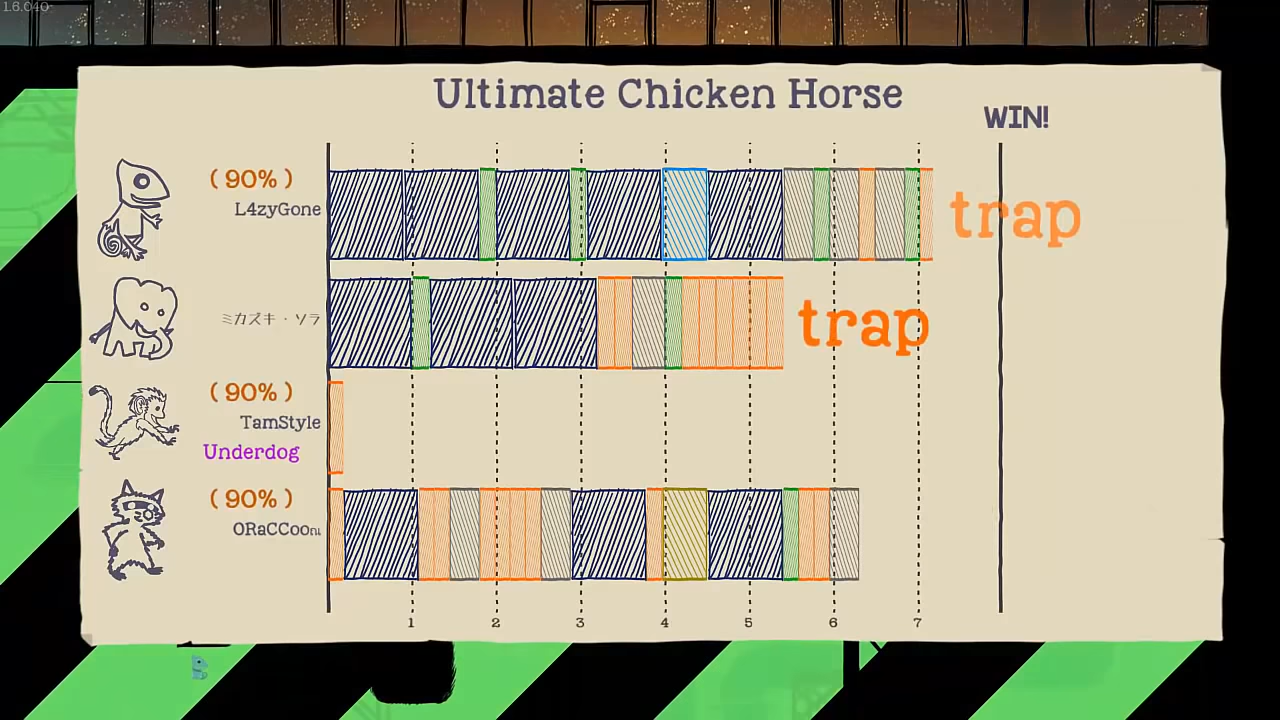 1.6.040
Ultimate Chicken Horse
WIN!
( 90% )
L4zyGone
trap
ミカズキ・ソラ
trap
( 90% )
TamStyle
Underdog
( 90% )
1 2 3 4 5 6 7